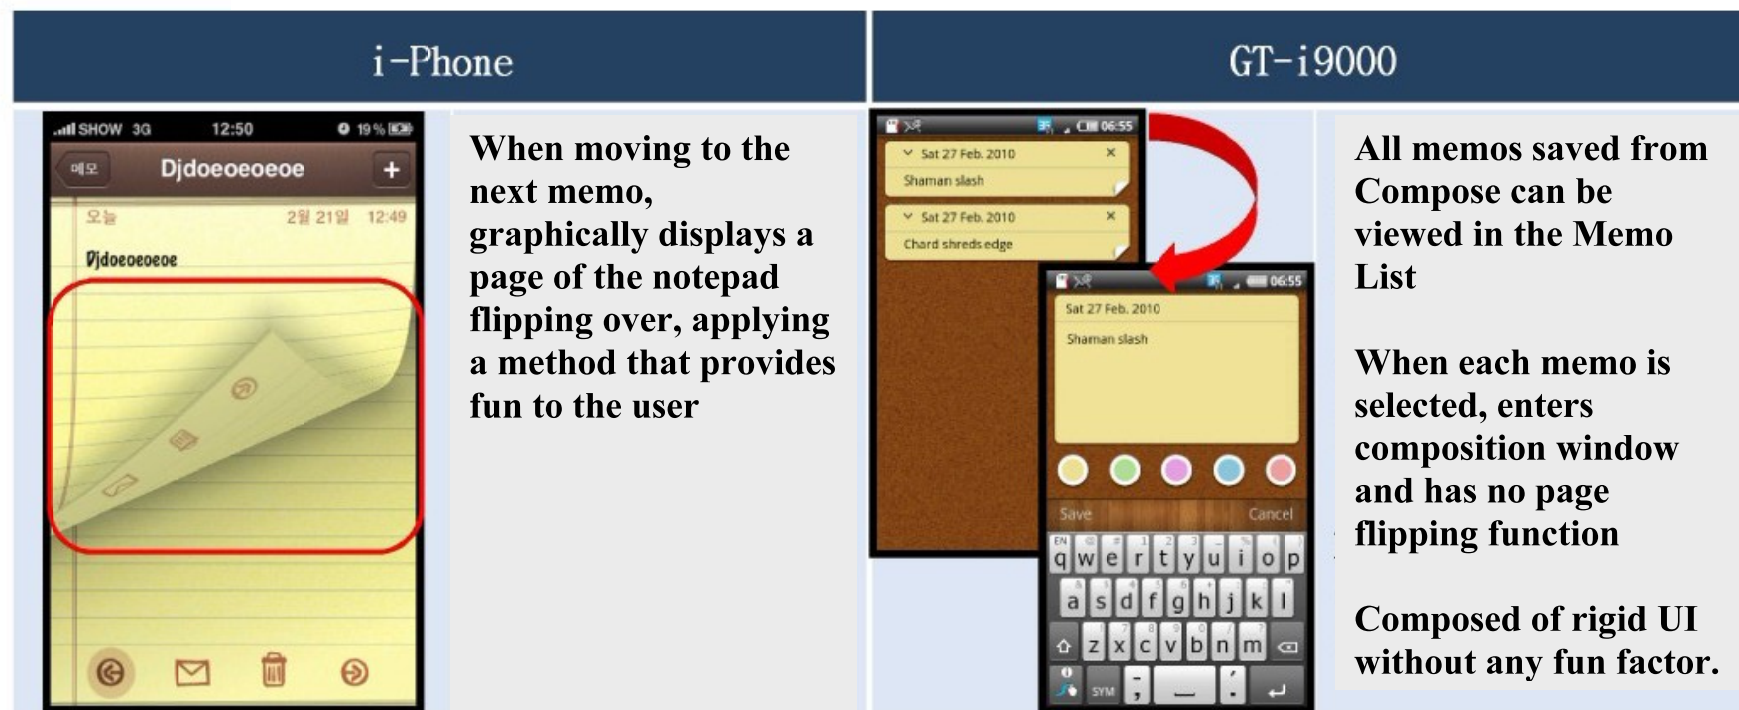 i-Phone
GT-i9000
SHOW 3G 12:50 19%
메모 Djdoeoeoeoe +
오늘 2월 21일 12:49
Djdoeoeoeoe
When moving to the
next memo,
graphically displays a
page of the notepad
flipping over, applying
a method that provides
fun to the user
06:55
Sat 27 Feb. 2010 ×
Shaman slash
Sat 27 Feb. 2010 ×
Chard shreds edge
06:55
Sat 27 Feb. 2010
Shaman slash
Save Cancel
EN
q w e r t y u i o p
a s d f g h j k l
z x c v b n m
SYM - , ' .
All memos saved from
Compose can be
viewed in the Memo
List
When each memo is
selected, enters
composition window
and has no page
flipping function
Composed of rigid UI
without any fun factor.